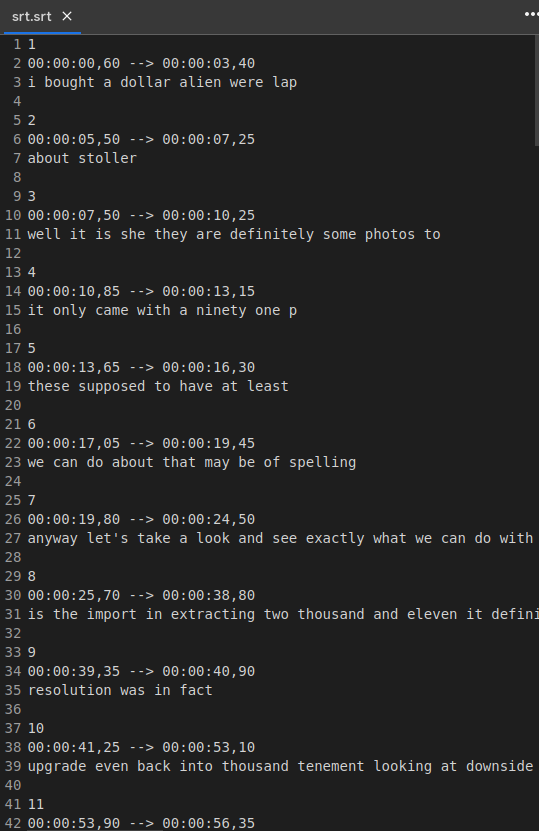 srt.srt ×
1 1
2 00:00:00,60 --> 00:00:03,40
3 i bought a dollar alien were lap
4
5 2
6 00:00:05,50 --> 00:00:07,25
7 about stoller
8
9 3
10 00:00:07,50 --> 00:00:10,25
11 well it is she they are definitely some photos to
12
13 4
14 00:00:10,85 --> 00:00:13,15
15 it only came with a ninety one p
16
17 5
18 00:00:13,65 --> 00:00:16,30
19 these supposed to have at least
20
21 6
22 00:00:17,05 --> 00:00:19,45
23 we can do about that may be of spelling
24
25 7
26 00:00:19,80 --> 00:00:24,50
27 anyway let's take a look and see exactly what we can do with
28
29 8
30 00:00:25,70 --> 00:00:38,80
31 is the import in extracting two thousand and eleven it defini
32
33 9
34 00:00:39,35 --> 00:00:40,90
35 resolution was in fact
36
37 10
38 00:00:41,25 --> 00:00:53,10
39 upgrade even back into thousand tenement looking at downside
40
41 11
42 00:00:53,90 --> 00:00:56,35